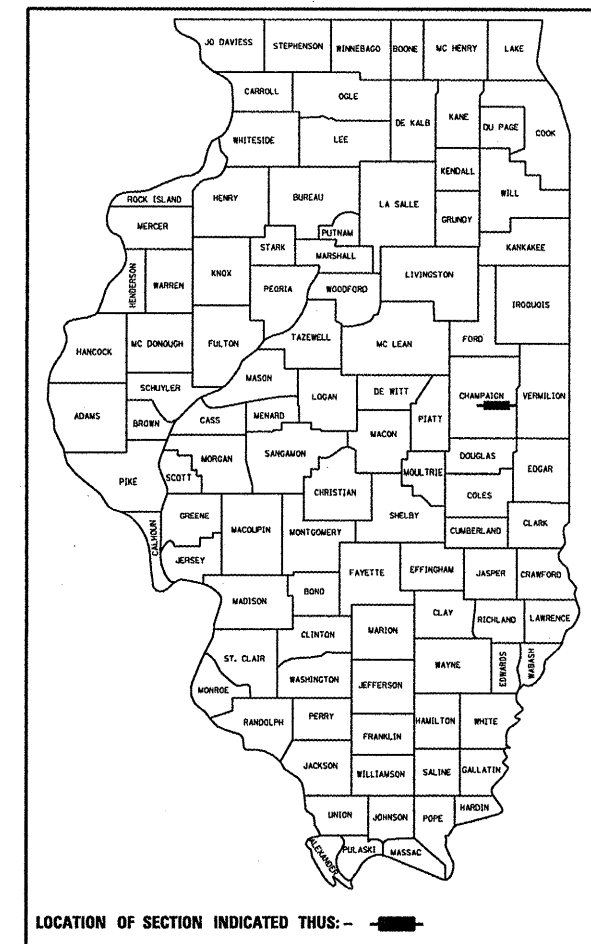 JO DAVIESS STEPHENSON WINNEBAGO BOONE MC HENRY LAKE
CARROLL OGLE DE KALB KANE DU PAGE COOK
WHITESIDE LEE
KENDALL WILL
ROCK ISLAND HENRY BUREAU LA SALLE GRUNDY
MERCER PUTNAM KANKAKEE
STARK MARSHALL
HENDERSON WARREN KNOX PEORIA WOODFORD LIVINGSTON IROQUOIS
HANCOCK MC DONOUGH FULTON TAZEWELL MC LEAN FORD
MASON
SCHUYLER LOGAN DE WITT CHAMPAIGN VERMILION
ADAMS BROWN CASS MENARD PIATT
MACON
MORGAN SANGAMON DOUGLAS EDGAR
PIKE SCOTT CHRISTIAN MOULTRIE COLES
GREENE SHELBY
CALHOUN MACOUPIN MONTGOMERY CUMBERLAND CLARK
JERSEY
FAYETTE EFFINGHAM JASPER CRAWFORD
MADISON BOND
CLAY RICHLAND LAWRENCE
CLINTON MARION
ST. CLAIR WAYNE EDWARDS WABASH
WASHINGTON JEFFERSON
MONROE
RANDOLPH PERRY HAMILTON WHITE
FRANKLIN
JACKSON WILLIAMSON SALINE GALLATIN
UNION JOHNSON POPE HARDIN
ALEXANDER PULASKI MASSAC
LOCATION OF SECTION INDICATED THUS: -